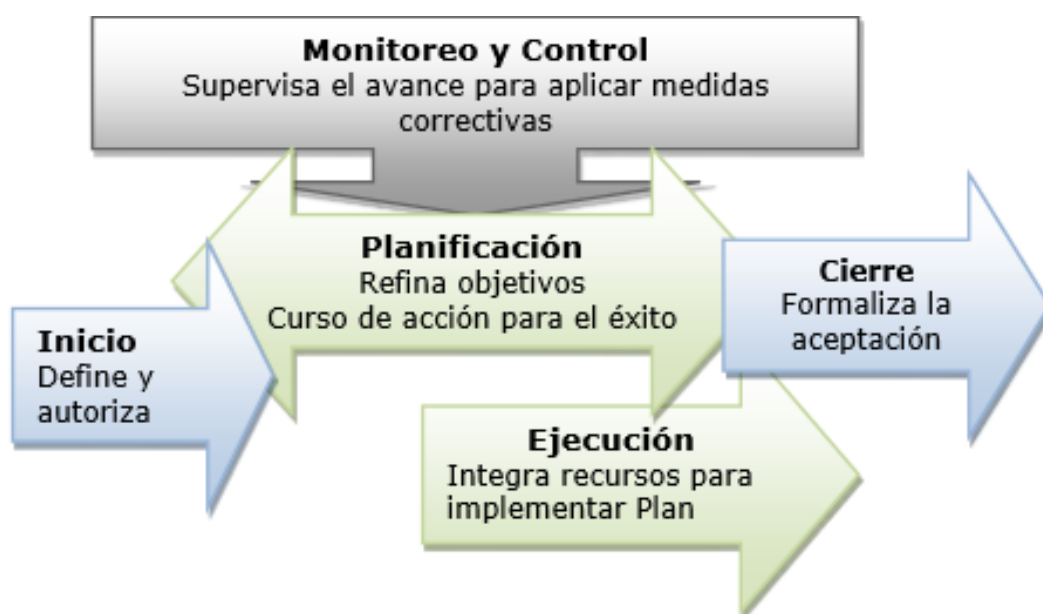 Monitoreo y Control
Supervisa el avance para aplicar medidas
correctivas
Planificación
Refina objetivos
Curso de acción para el éxito
Inicio
Define y
autoriza
Cierre
Formaliza la
aceptación
Ejecución
Integra recursos para
implementar Plan